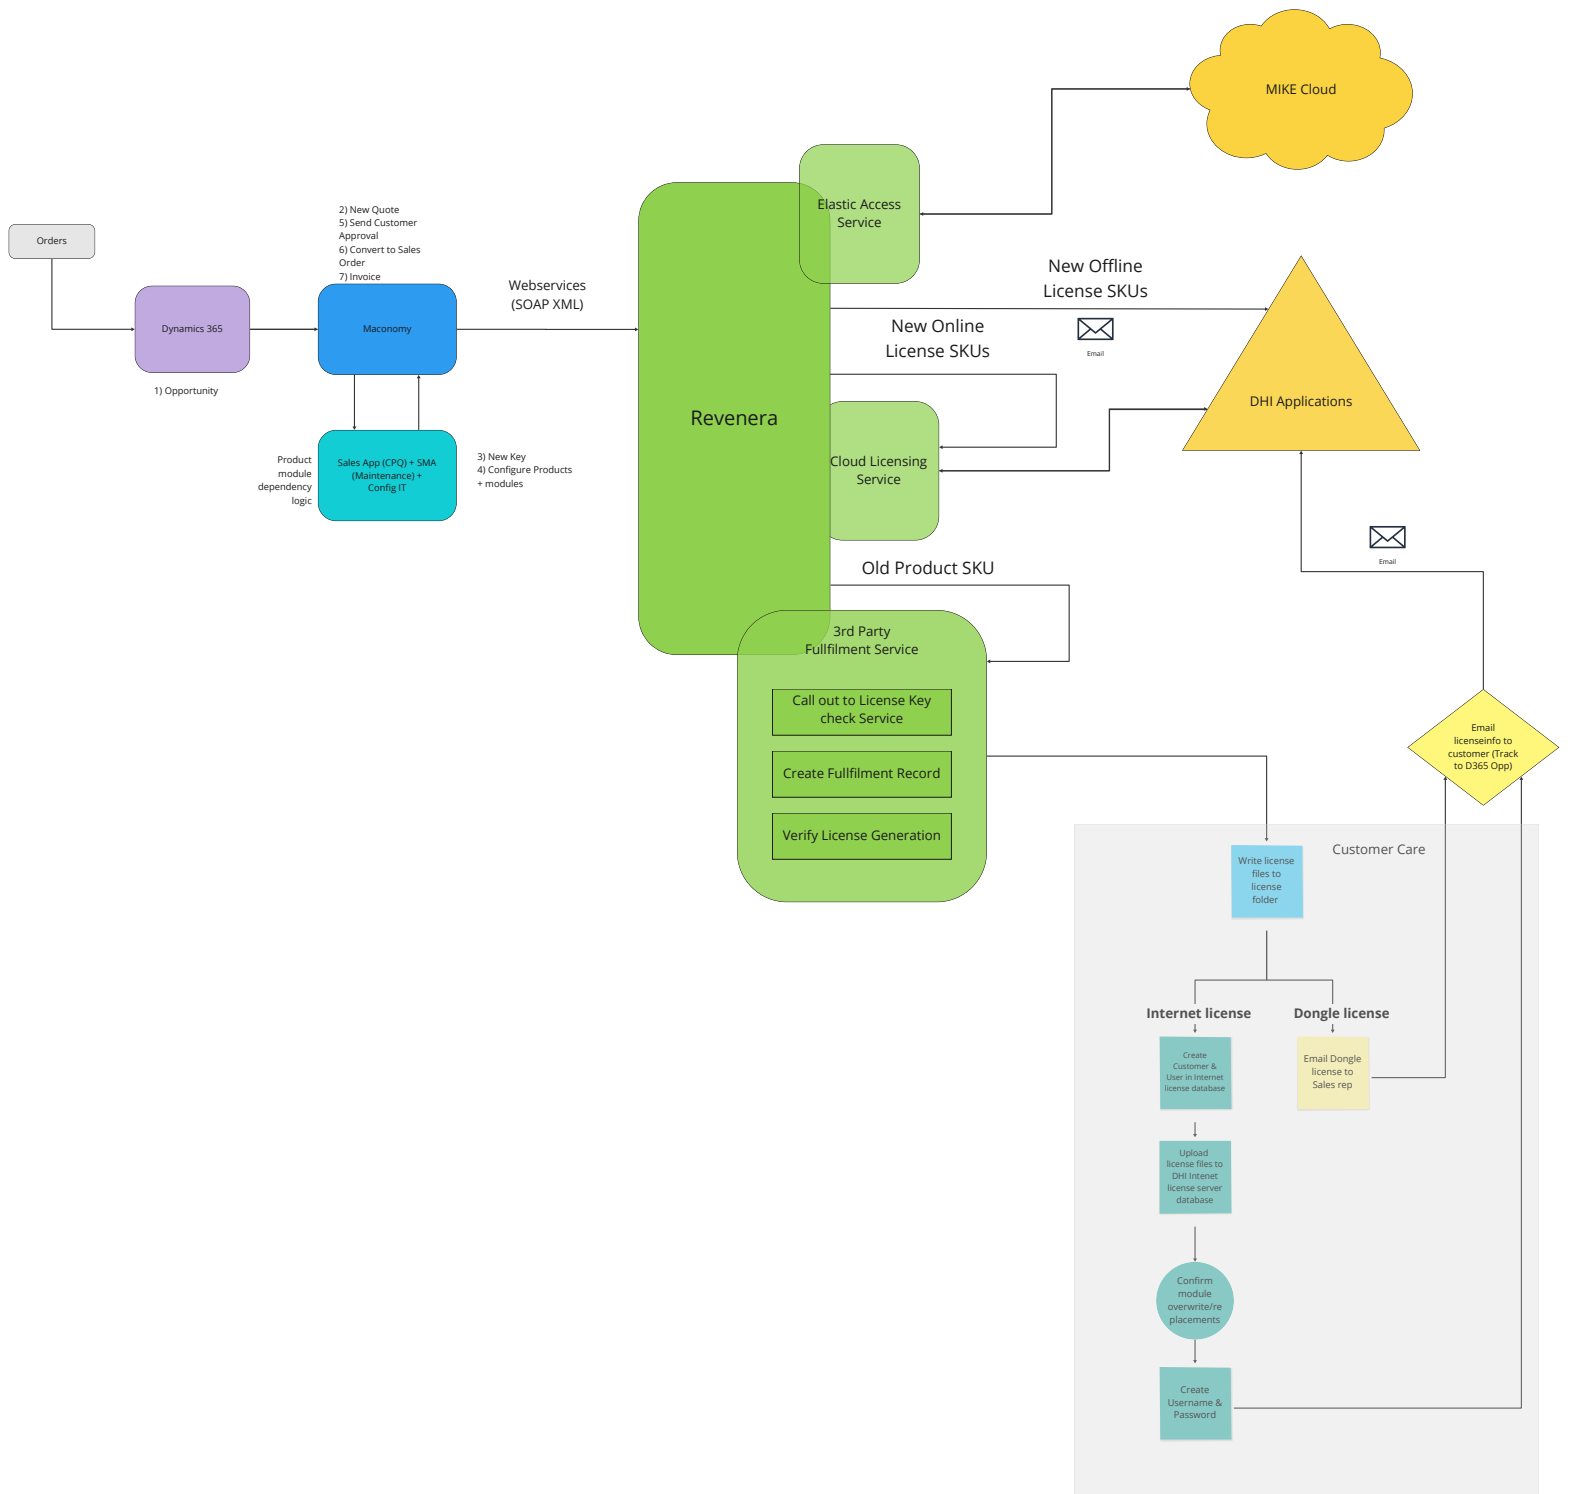 MIKE Cloud
Elastic Access
Service
2) New Quote
5) Send Customer
Approval
6) Convert to Sales
Order
7) Invoice
Orders
Webservices
(SOAP XML)
New Offline
License SKUs
Dynamics 365
Maconomy
New Online
License SKUs
Email
1) Opportunity
DHI Applications
Revenera
Product
module
dependency
logic
Sales App (CPQ) + SMA
(Maintenance) +
Config IT
3) New Key
4) Configure Products
+ modules
Cloud Licensing
Service
Email
Old Product SKU
3rd Party
Fullfilment Service
Call out to License Key
check Service
Create Fullfilment Record
Verify License Generation
Email
licenseinfo to
customer (Track
to D365 Opp)
Customer Care
Write license
files to
license
folder
Internet license
Dongle license
Create
Customer &
User in Internet
license database
Email Dongle
license to
Sales rep
Upload
license files to
DHI Intenet
license server
database
Confirm
module
overwrite/re
placements
Create
Username &
Password